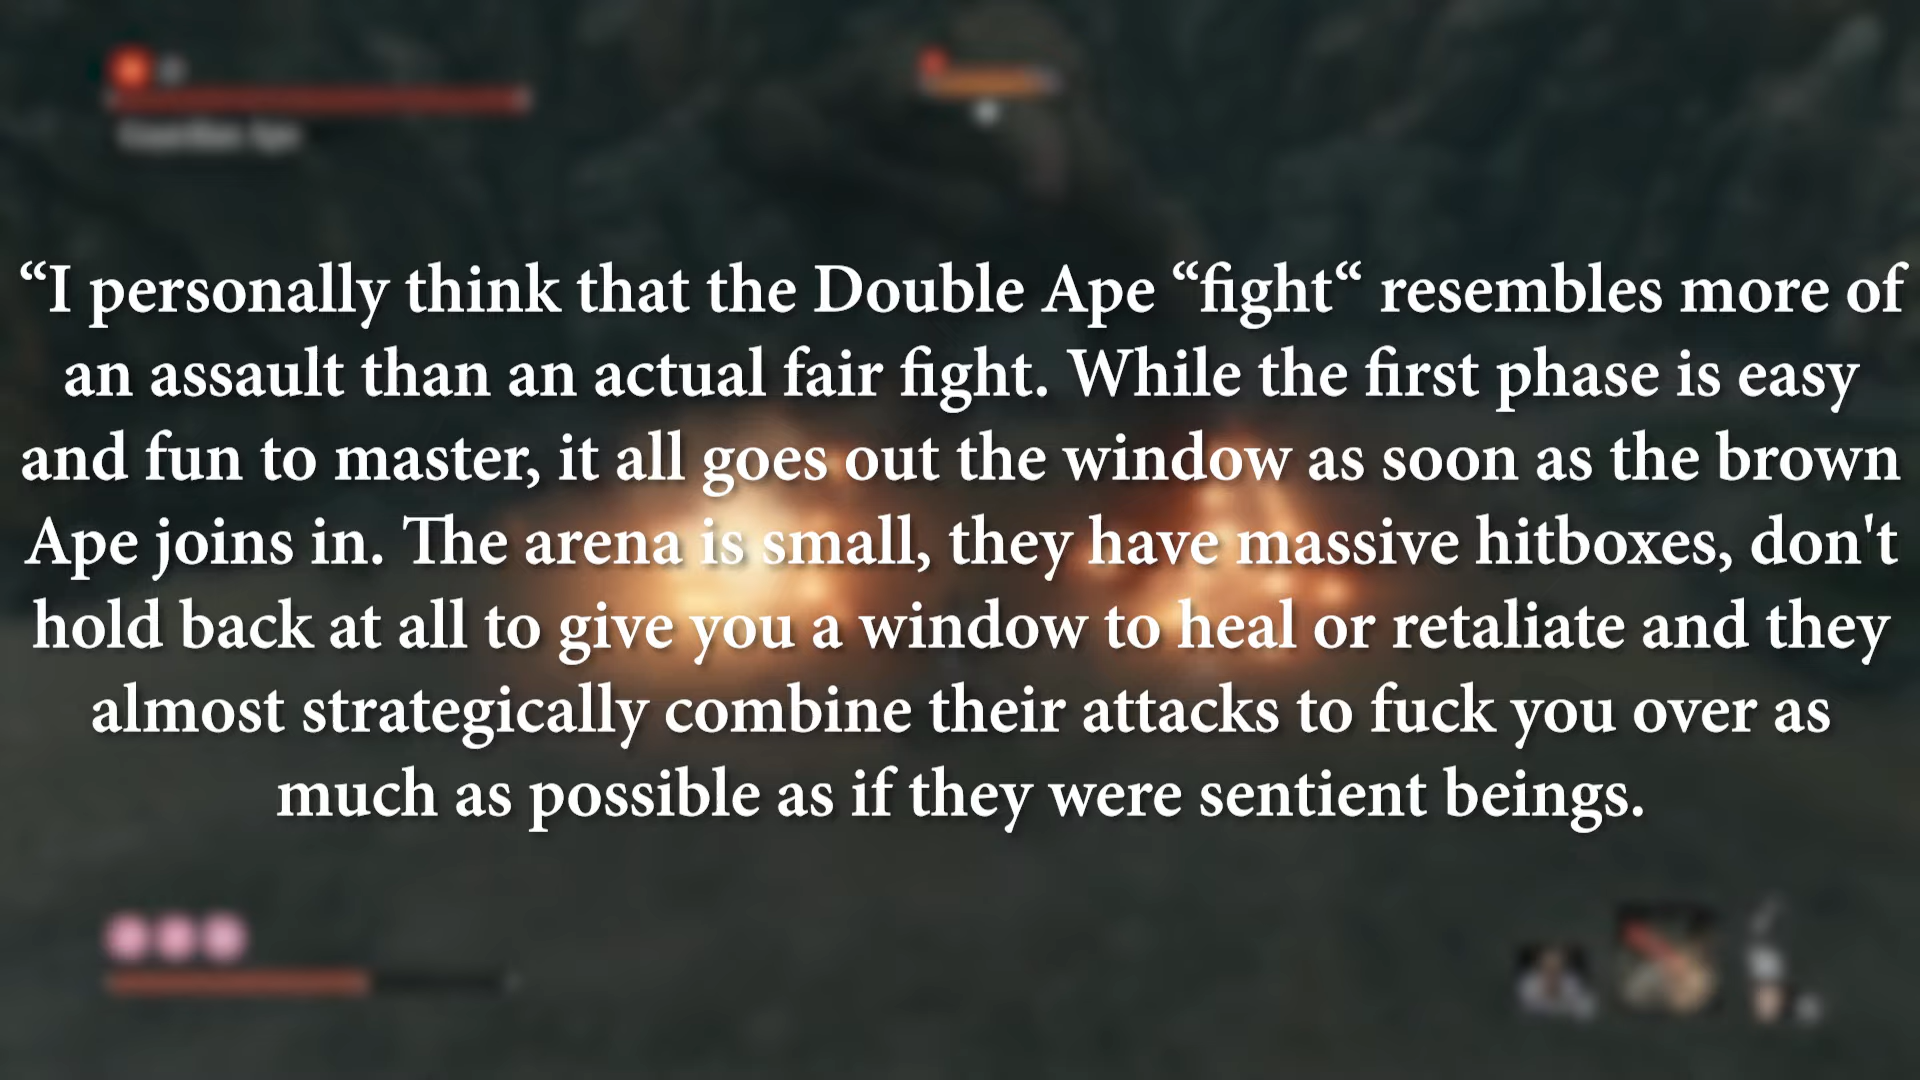 “I personally think that the Double Ape “fight“ resembles more of
an assault than an actual fair fight. While the first phase is easy
and fun to master, it all goes out the window as soon as the brown
Ape joins in. The arena is small, they have massive hitboxes, don't
hold back at all to give you a window to heal or retaliate and they
almost strategically combine their attacks to fuck you over as
much as possible as if they were sentient beings.